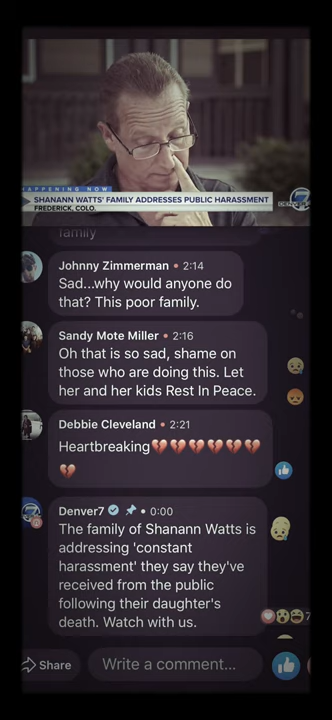 HAPPENING NOW
SHANANN WATTS' FAMILY ADDRESSES PUBLIC HARASSMENT
FREDERICK, COLO.
DENVER 7
family
Johnny Zimmerman • 2:14
Sad...why would anyone do
that? This poor family.
Sandy Mote Miller • 2:16
Oh that is so sad, shame on
those who are doing this. Let
her and her kids Rest In Peace.
Debbie Cleveland • 2:21
Heartbreaking💔💔💔💔💔💔
💔
Denver7 • 0:00
The family of Shanann Watts is
addressing 'constant
harassment' they say they've
received from the public
following their daughter's
death. Watch with us.
7
Share
Write a comment...